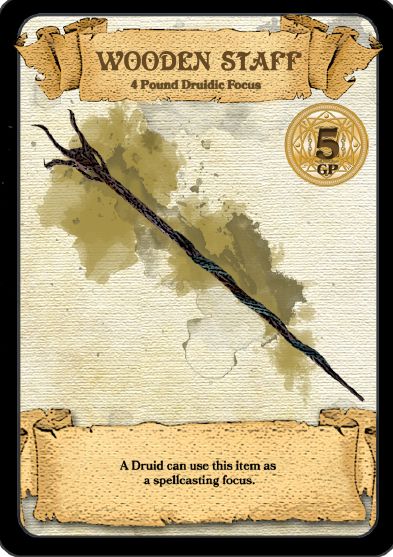 WOODEN STAFF
4 Pound Druidic Focus
5
GP
A Druid can use this item as
a spellcasting focus.